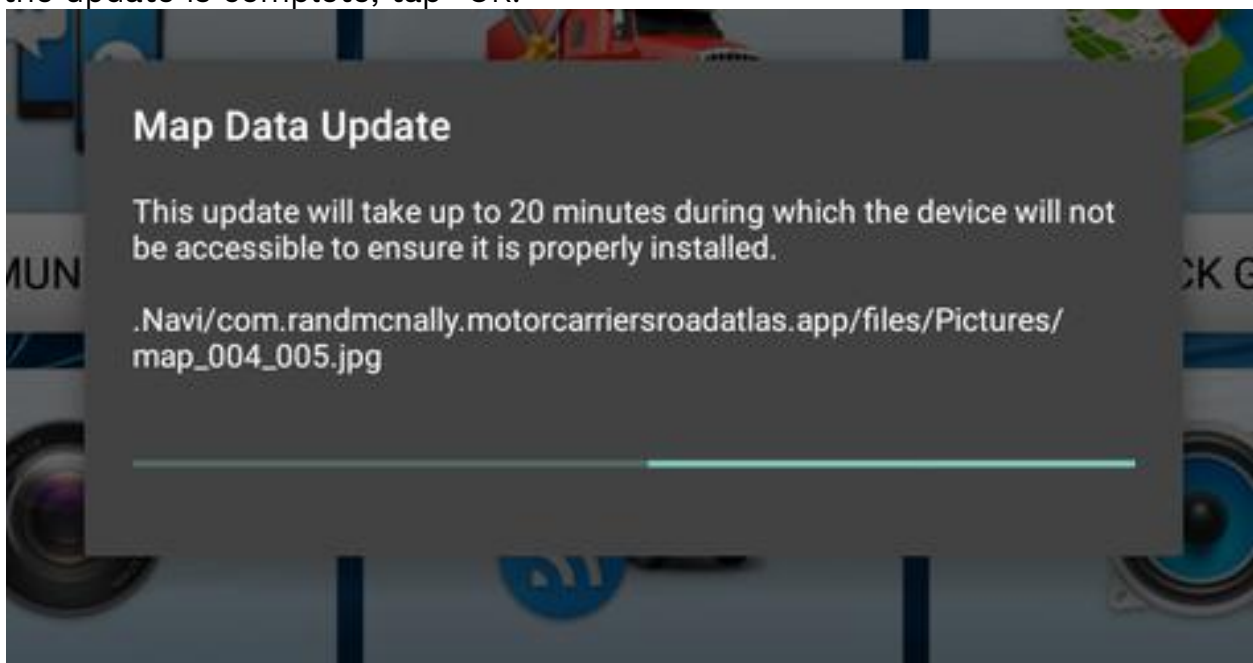 the update is complete, tap "OK."
Map Data Update
This update will take up to 20 minutes during which the device will not
be accessible to ensure it is properly installed.
MUN
CK G
.Navi/com.randmcnally.motorcarriersroadatlas.app/files/Pictures/
map_004_005.jpg